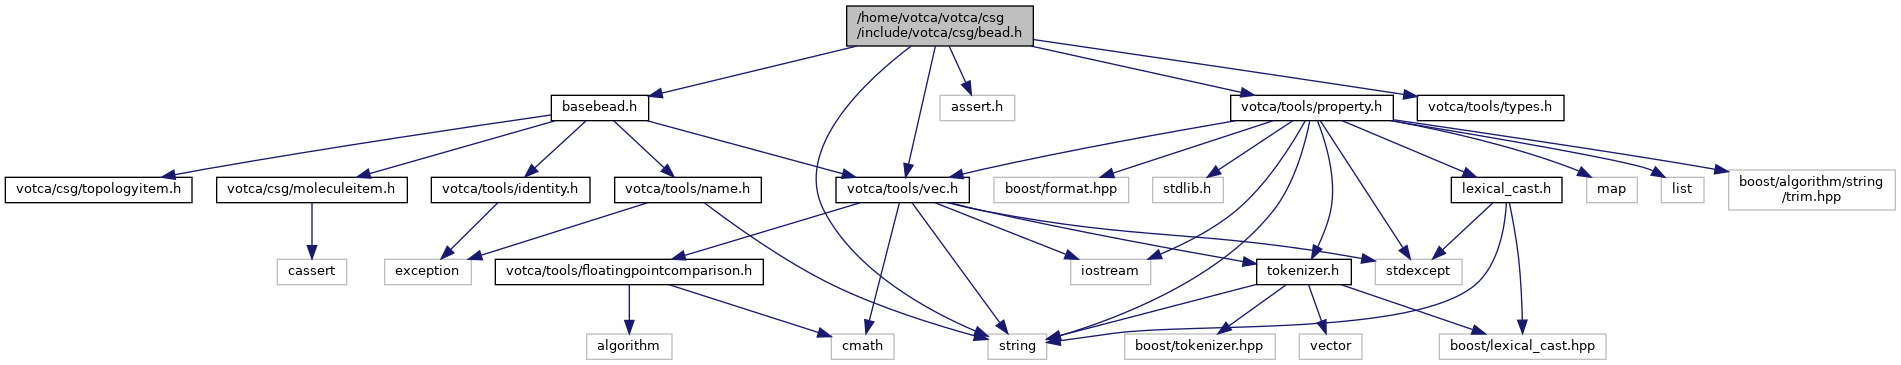 /home/votca/votca/csg
/include/votca/csg/bead.h
basebead.h
assert.h
votca/tools/property.h
votca/tools/types.h
votca/csg/topologyitem.h
votca/csg/moleculeitem.h
votca/tools/identity.h
votca/tools/name.h
votca/tools/vec.h
boost/format.hpp
stdlib.h
lexical_cast.h
map
list
boost/algorithm/string
/trim.hpp
cassert
exception
votca/tools/floatingpointcomparison.h
iostream
tokenizer.h
stdexcept
algorithm
cmath
string
boost/tokenizer.hpp
vector
boost/lexical_cast.hpp